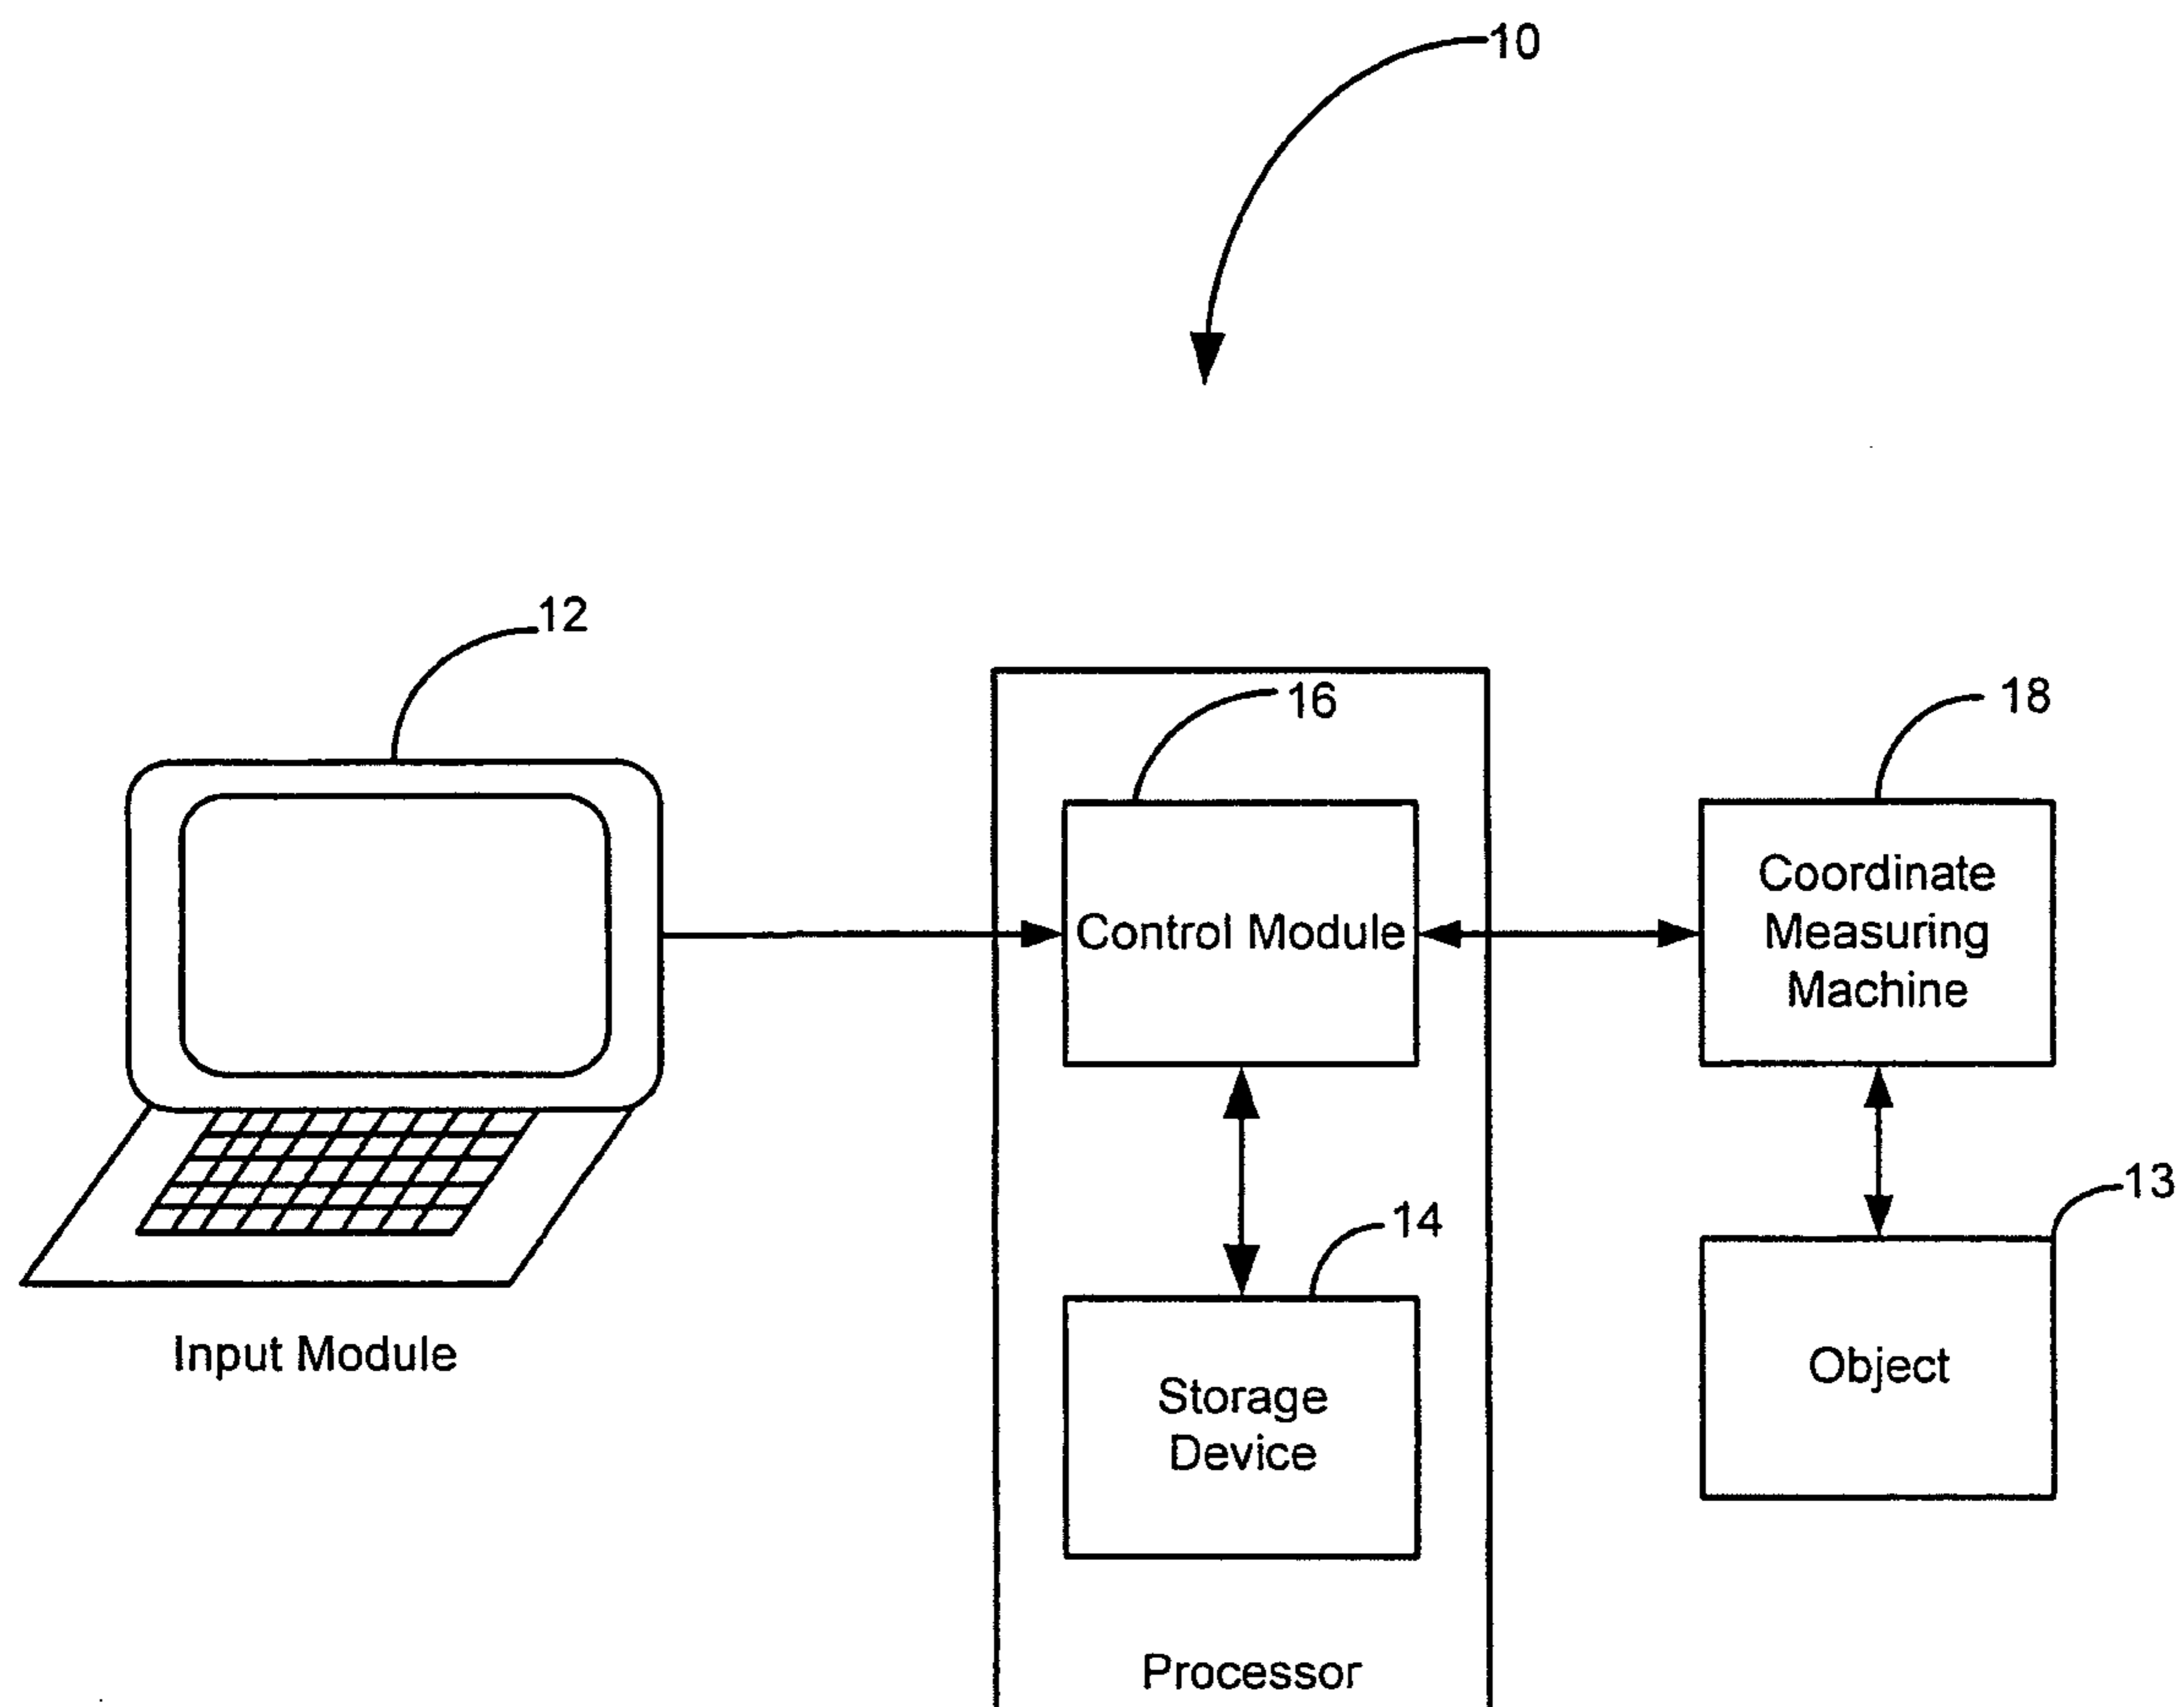 10
12
16
18
Coordinate
Measuring
Machine
Control Module
13
14
Input Module
Object
Storage
Device
Processor